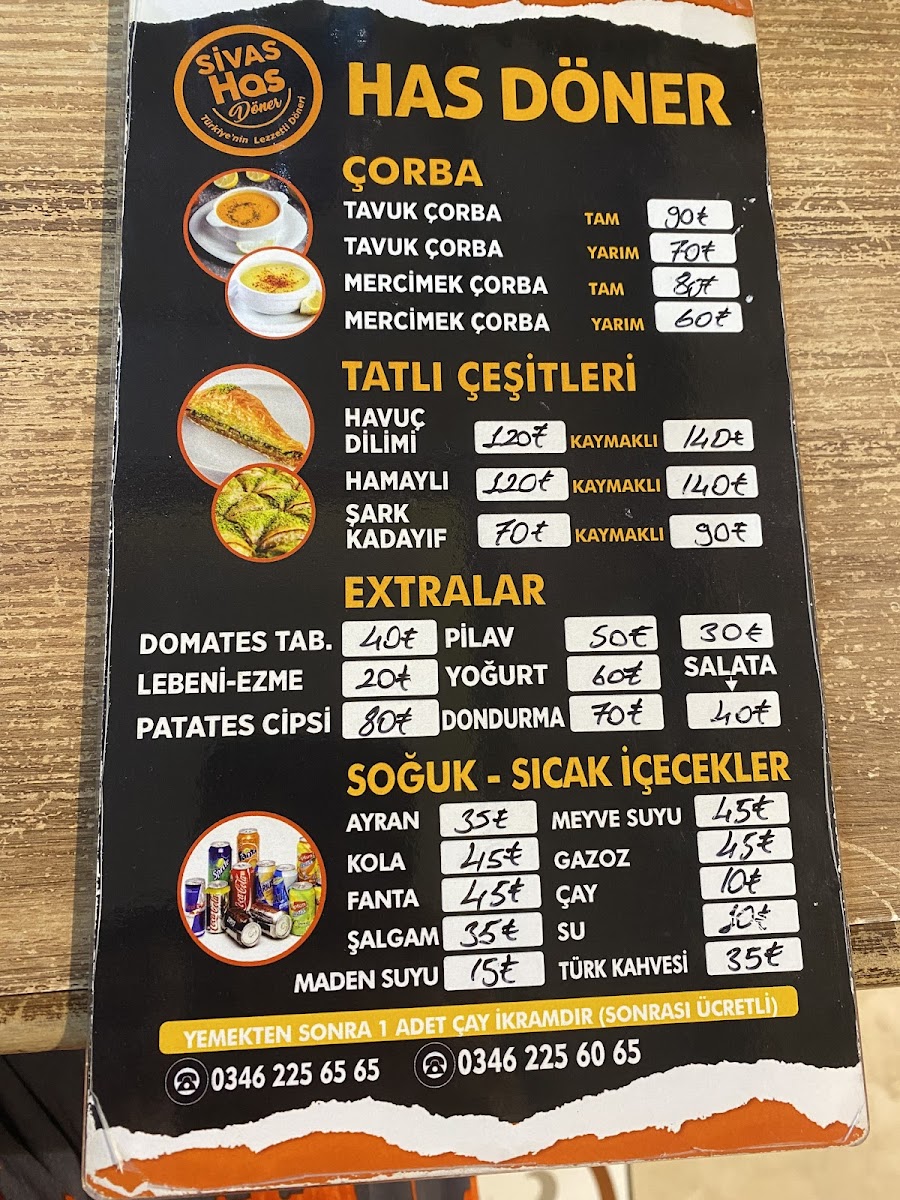 SİVAS
Has
Döner
Türkiye'nin Lezzetli Döneri
HAS DÖNER
ÇORBA
TAVUK ÇORBA TAM 90₺
TAVUK ÇORBA YARIM 70₺
MERCİMEK ÇORBA TAM 80₺
MERCİMEK ÇORBA YARIM 60₺
TATLI ÇEŞİTLERİ
HAVUÇ
DİLİMİ 120₺ KAYMAKLI 140₺
HAMAYLI 120₺ KAYMAKLI 140₺
ŞARK
KADAYIF 70₺ KAYMAKLI 90₺
EXTRALAR
DOMATES TAB. 40₺ PİLAV 50₺ 30₺
LEBENİ-EZME 20₺ YOĞURT 60₺ SALATA
PATATES CİPSİ 80₺ DONDURMA 70₺ 40₺
SOĞUK - SICAK İÇECEKLER
AYRAN 35₺ MEYVE SUYU 45₺
KOLA 45₺ GAZOZ 45₺
FANTA 45₺ ÇAY 10₺
ŞALGAM 35₺ SU 10₺
MADEN SUYU 15₺ TÜRK KAHVESİ 35₺
YEMEKTEN SONRA 1 ADET ÇAY İKRAMDIR (SONRASI ÜCRETLİ)
0346 225 65 65 0346 225 60 65